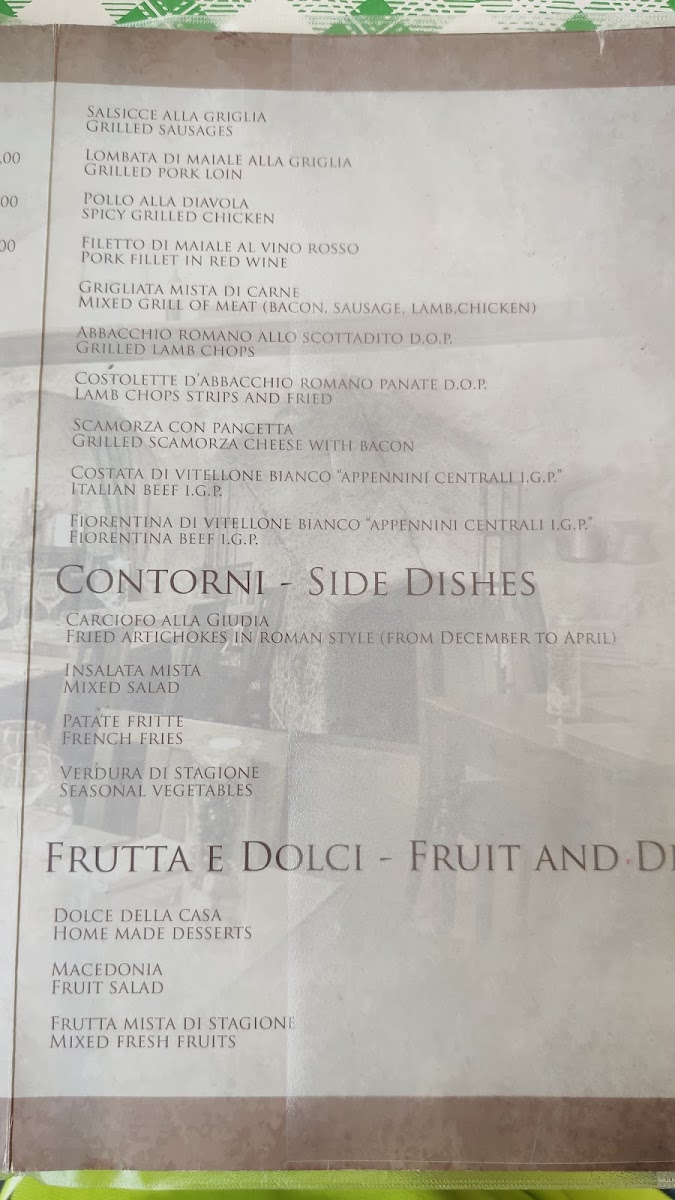 SALSICCE ALLA GRIGLIA
GRILLED SAUSAGES
.00
LOMBATA DI MAIALE ALLA GRIGLIA
GRILLED PORK LOIN
00
POLLO ALLA DIAVOLA
SPICY GRILLED CHICKEN
00
FILETTO DI MAIALE AL VINO ROSSO
PORK FILLET IN RED WINE
GRIGLIATA MISTA DI CARNE
MIXED GRILL OF MEAT (BACON, SAUSAGE, LAMB,CHICKEN)
ABBACCHIO ROMANO ALLO SCOTTADITO D.O.P.
GRILLED LAMB CHOPS
COSTOLETTE D'ABBACCHIO ROMANO PANATE D.O.P.
LAMB CHOPS STRIPS AND FRIED
SCAMORZA CON PANCETTA
GRILLED SCAMORZA CHEESE WITH BACON
COSTATA DI VITELLONE BIANCO "APPENNINI CENTRALI I.G.P."
ITALIAN BEEF I.G.P.
FIORENTINA DI VITELLONE BIANCO "APPENNINI CENTRALI I.G.P."
FIORENTINA BEEF I.G.P.
CONTORNI - SIDE DISHES
CARCIOFO ALLA GIUDIA
FRIED ARTICHOKES IN ROMAN STYLE (FROM DECEMBER TO APRIL)
INSALATA MISTA
MIXED SALAD
PATATE FRITTE
FRENCH FRIES
VERDURA DI STAGIONE
SEASONAL VEGETABLES
FRUTTA E DOLCI - FRUIT AND DE
DOLCE DELLA CASA
HOME MADE DESSERTS
MACEDONIA
FRUIT SALAD
FRUTTA MISTA DI STAGIONE
MIXED FRESH FRUITS